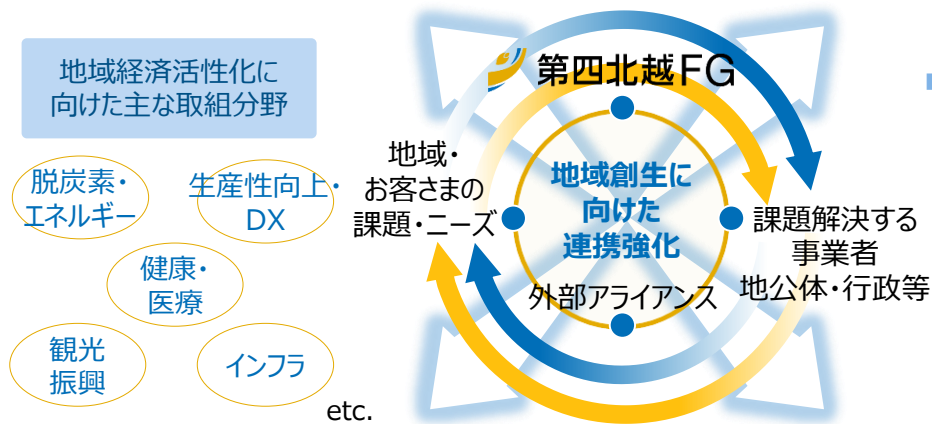 地域経済活性化に
向けた主な取組分野
脱炭素・
エネルギー
生産性向上・
DX
健康・
医療
観光
振興
インフラ
etc.
第四北越FG
地域・
お客さまの
課題・ニーズ
地域創生に
向けた
連携強化
外部アライアンス
課題解決する
事業者
地公体・行政等